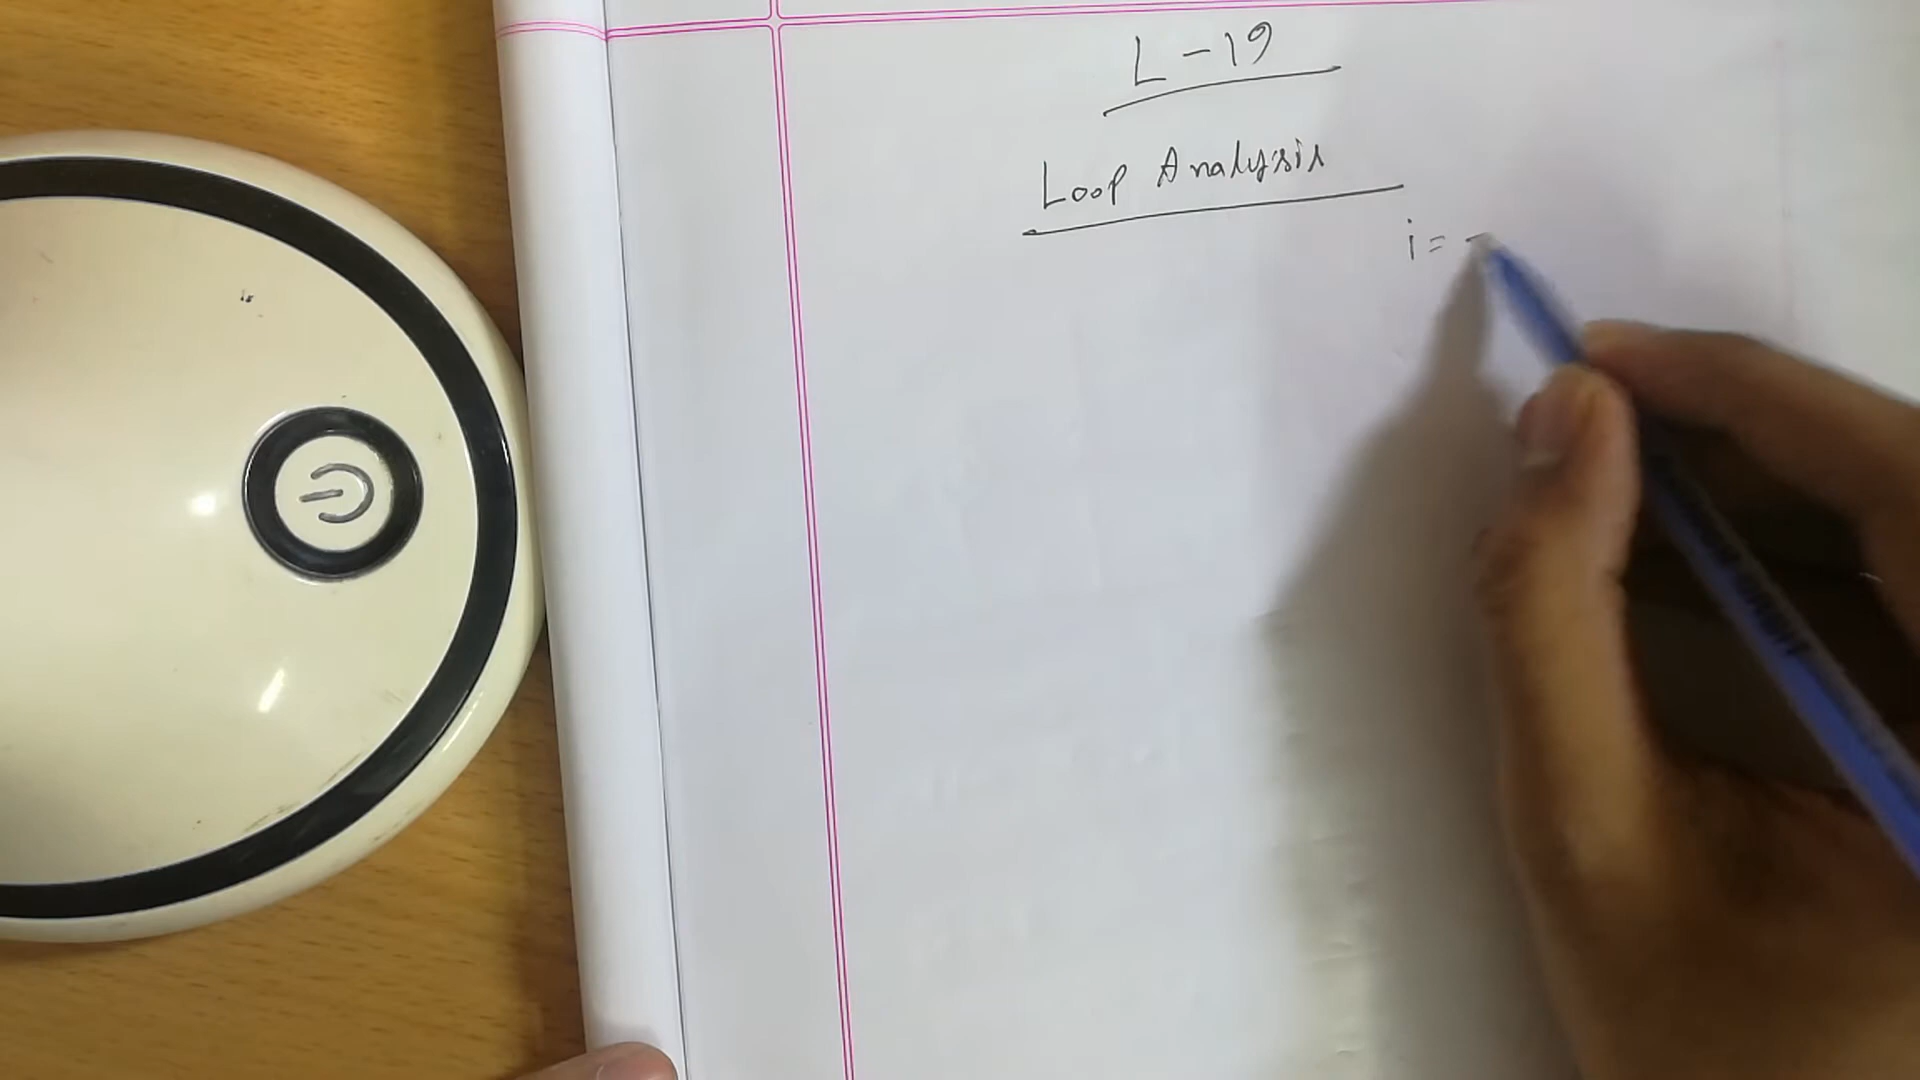 L - 19
Loop Analysis
i =